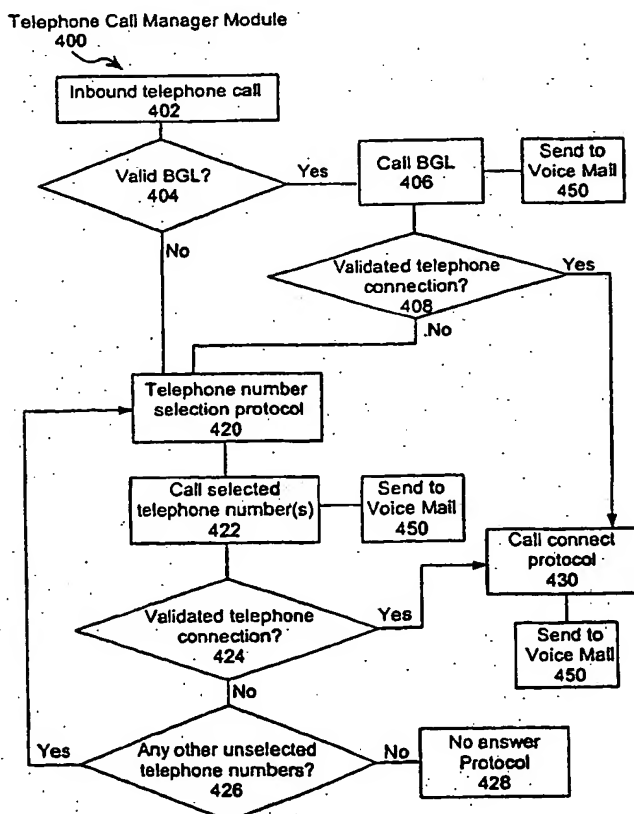 Telephone Call Manager Module
400
Inbound telephone call
402
Valid BGL?
404
Yes
Call BGL
406
Send to
Voice Mail
450
No
Validated telephone
connection?
408
Yes
No
Telephone number
selection protocol
420
Call selected
telephone number(s)
422
Send to
Voice Mail
450
Call connect
protocol
430
Validated telephone
connection?
424
Yes
Send to
Voice Mail
450
No
Yes
Any other unselected
telephone numbers?
426
No
No answer
Protocol
428